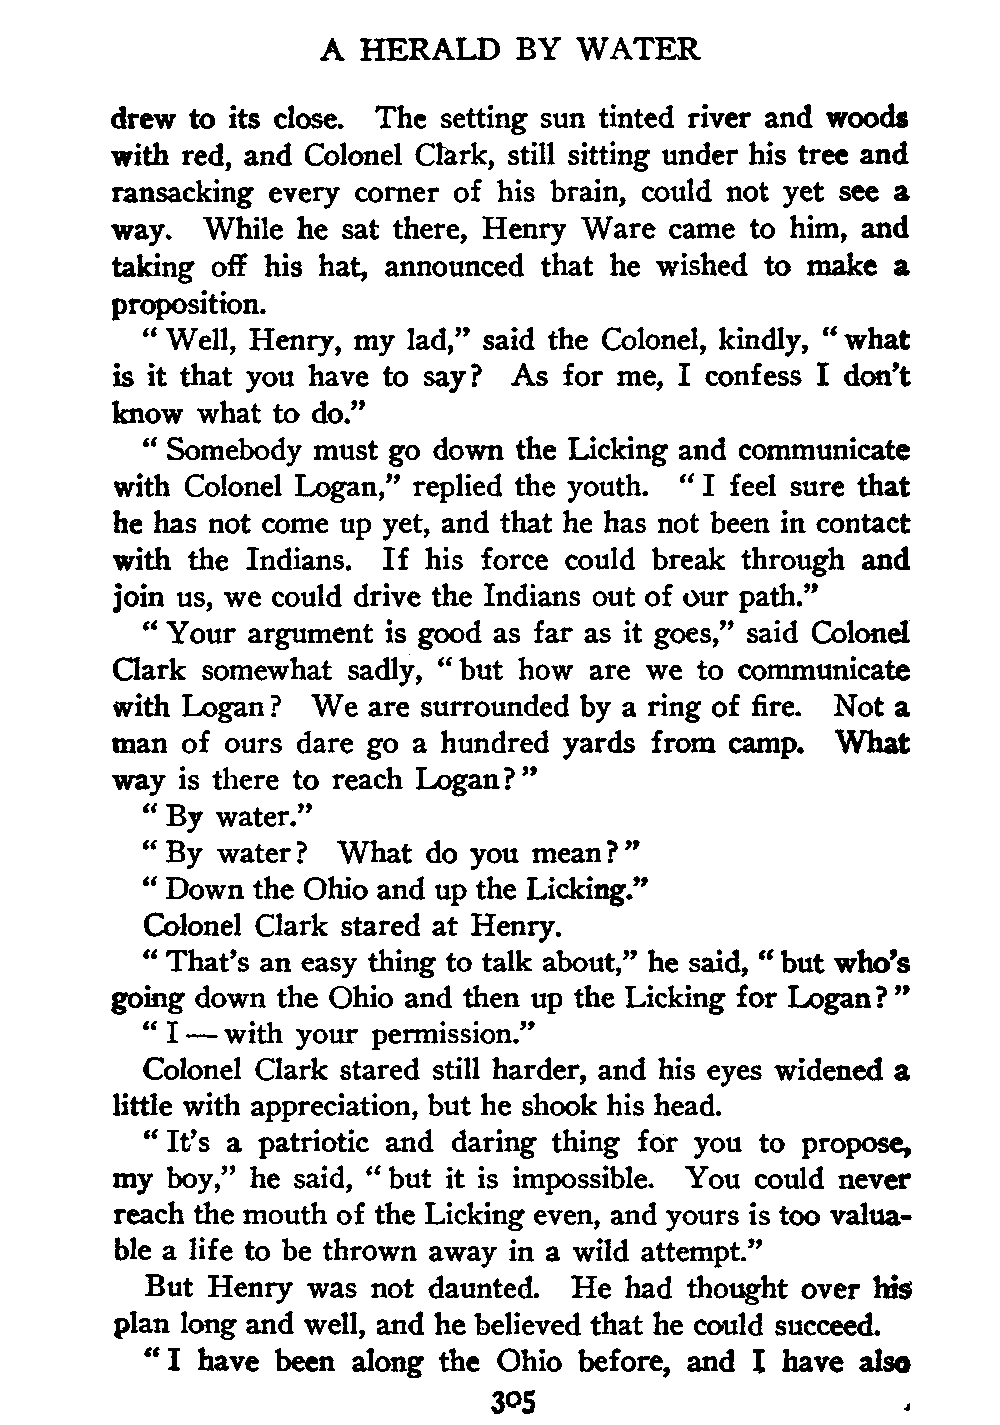 A HERALD BY WATER
drew to its close. The setting sun tinted river and woods
with red, and Colonel Clark, still sitting under his tree and
ransacking every corner of his brain, could not yet see a
way. While he sat there, Henry Ware came to him, and
taking off his hat, announced that he wished to make a
proposition.
“ Well, Henry, my lad,” said the Colonel, kindly, “ what
is it that you have to say? As for me, I confess I don’t
know what to do.”
“ Somebody must go down the Licking and communicate
with Colonel Logan,” replied the youth. “ I feel sure that
he has not come up yet, and that he has not been in contact
with the Indians. If his force could break through and
join us, we could drive the Indians out of our path.”
“ Your argument is good as far as it goes,” said Colonel
Clark somewhat sadly, “ but how are we to communicate
with Logan? We are surrounded by a ring of fire. Not a
man of ours dare go a hundred yards from camp. What
way is there to reach Logan? ”
“ By water.”
“ By water? What do you mean? ”
“ Down the Ohio and up the Licking.”
Colonel Clark stared at Henry.
“ That’s an easy thing to talk about,” he said, “ but who’s
going down the Ohio and then up the Licking for Logan? ”
“ I — with your permission.”
Colonel Clark stared still harder, and his eyes widened a
little with appreciation, but he shook his head.
“ It’s a patriotic and daring thing for you to propose,
my boy,” he said, “ but it is impossible. You could never
reach the mouth of the Licking even, and yours is too valua-
ble a life to be thrown away in a wild attempt.”
But Henry was not daunted. He had thought over his
plan long and well, and he believed that he could succeed.
“ I have been along the Ohio before, and I have also
305